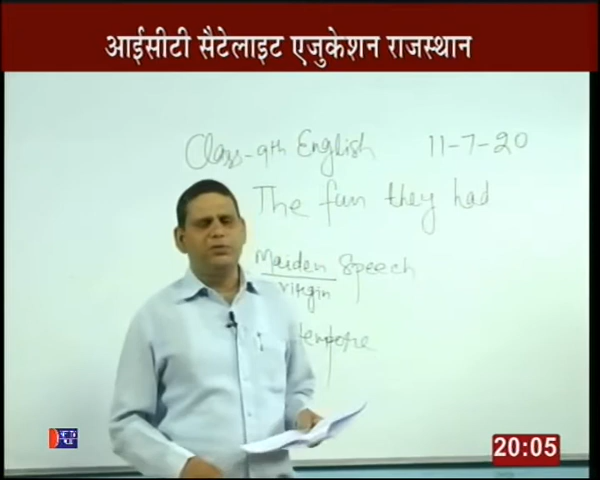 आईसीटी सैटेलाइट एजुकेशन राजस्थान
Class-9th English 11-7-20
The fun they had
Maiden Speech
virgin
tempore
20:05